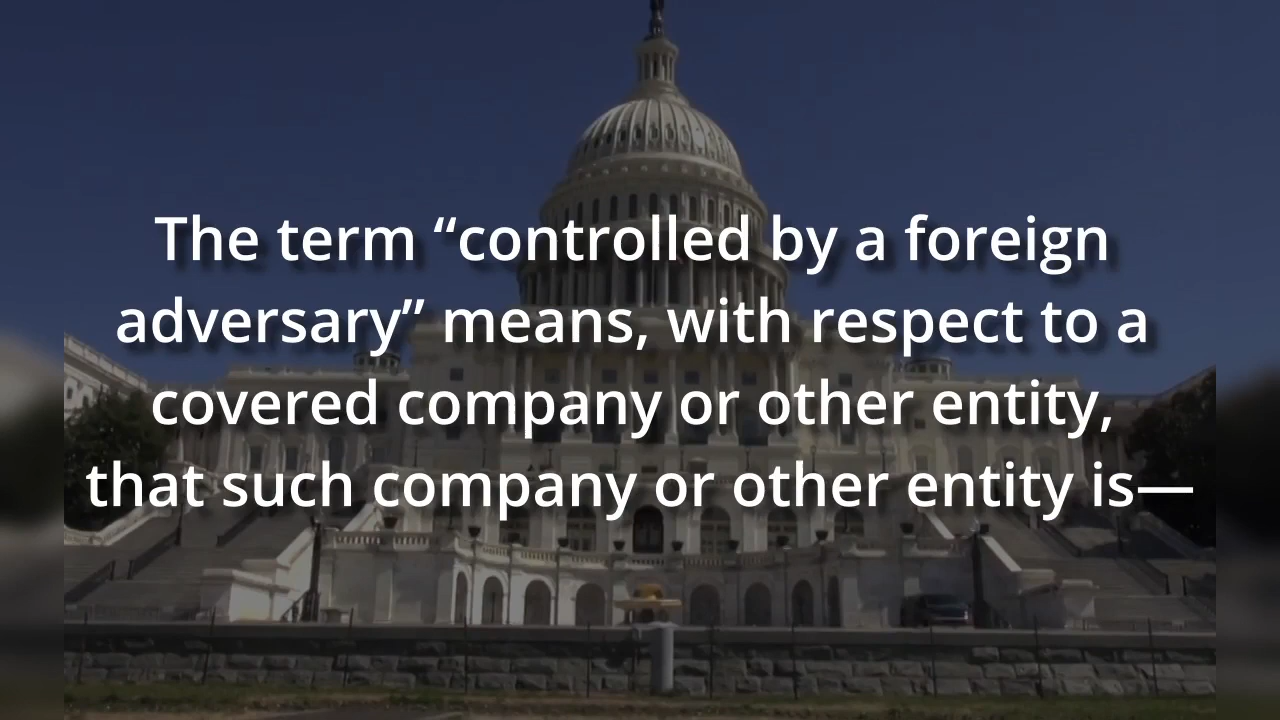 The term “controlled by a foreign
adversary” means, with respect to a
covered company or other entity,
that such company or other entity is—